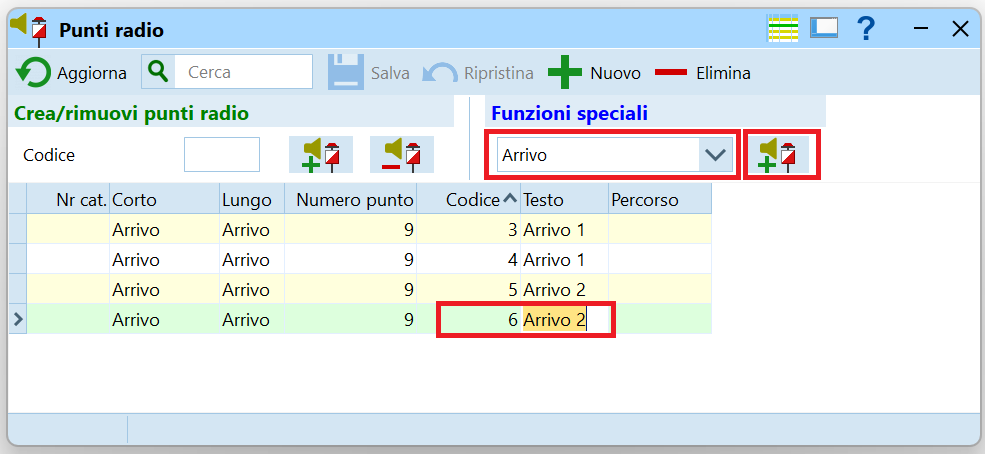 Punti radio
?
Aggiorna Cerca Salva Ripristina Nuovo Elimina
Crea/rimuovi punti radio Funzioni speciali
Codice Arrivo
Nr cat. Corto Lungo Numero punto Codice Testo Percorso
Arrivo Arrivo 9 3 Arrivo 1
Arrivo Arrivo 9 4 Arrivo 1
Arrivo Arrivo 9 5 Arrivo 2
Arrivo Arrivo 9 6 Arrivo 2